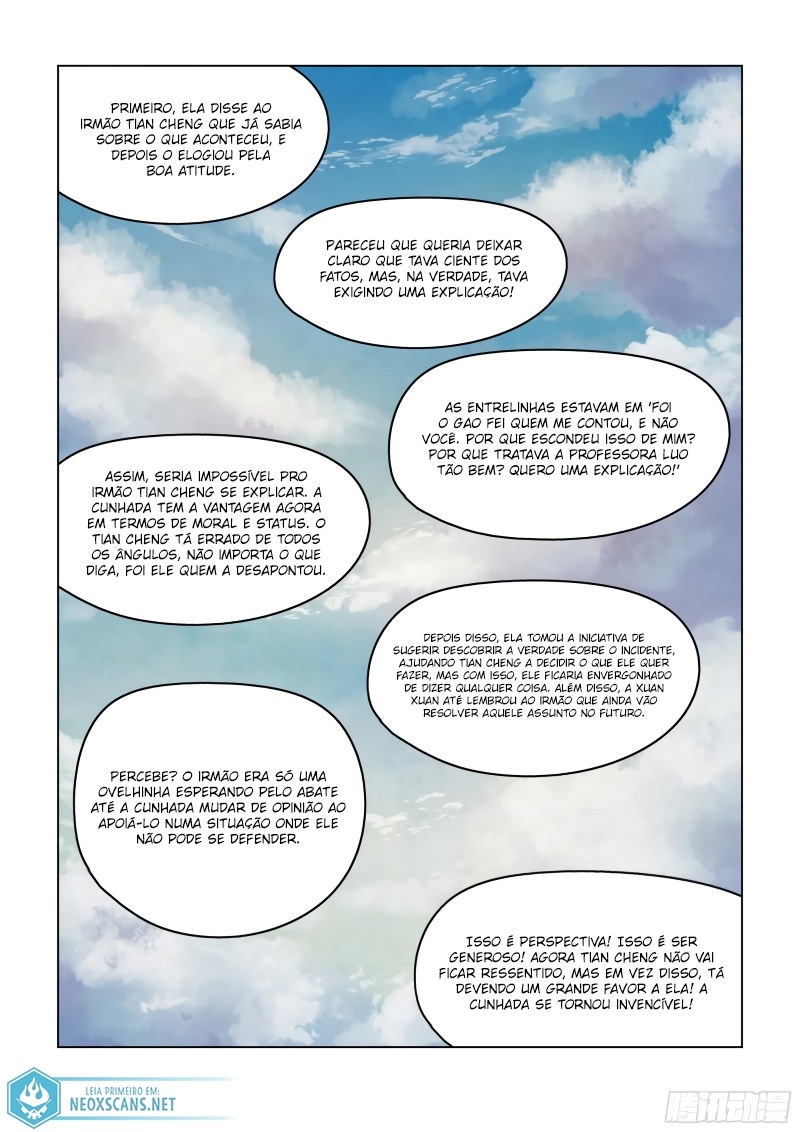 PRIMEIRO, ELA DISSE AO
IRMÃO TIAN CHENG QUE JÁ SABIA
SOBRE O QUE ACONTECEU, E
DEPOIS O ELOGIOU PELA
BOA ATITUDE.
PARECEU QUE QUERIA DEIXAR
CLARO QUE TAVA CIENTE DOS
FATOS, MAS, NA VERDADE, TAVA
EXIGINDO UMA EXPLICAÇÃO!
AS ENTRELINHAS ESTAVAM EM 'FOI
O GAO FEI QUEM ME CONTOU, E NÃO
VOCÊ. POR QUE ESCONDEU ISSO DE MIM?
POR QUE TRATAVA A PROFESSORA LUO
TÃO BEM? QUERO UMA EXPLICAÇÃO!'
ASSIM, SERIA IMPOSSÍVEL PRO
IRMÃO TIAN CHENG SE EXPLICAR. A
CUNHADA TEM A VANTAGEM AGORA
EM TERMOS DE MORAL E STATUS. O
TIAN CHENG TÁ ERRADO DE TODOS
OS ÂNGULOS, NÃO IMPORTA O QUE
DIGA, FOI ELE QUEM A DESAPONTOU.
DEPOIS DISSO, ELA TOMOU A INICIATIVA DE
SUGERIR DESCOBRIR A VERDADE SOBRE O INCIDENTE,
AJUDANDO TIAN CHENG A DECIDIR O QUE ELE QUER
FAZER, MAS COM ISSO, ELE FICARIA ENVERGONHADO
DE DIZER QUALQUER COISA. ALÉM DISSO, A XUAN
XUAN ATÉ LEMBROU AO IRMÃO QUE AINDA VÃO
RESOLVER AQUELE ASSUNTO NO FUTURO.
PERCEBE? O IRMÃO ERA SÓ UMA
OVELHINHA ESPERANDO PELO ABATE
ATÉ A CUNHADA MUDAR DE OPINIÃO AO
APOIÁ-LO NUMA SITUAÇÃO ONDE ELE
NÃO PODE SE DEFENDER.
ISSO É PERSPECTIVA! ISSO É SER
GENEROSO! AGORA TIAN CHENG NÃO VAI
FICAR RESSENTIDO, MAS EM VEZ DISSO, TÁ
DEVENDO UM GRANDE FAVOR A ELA! A
CUNHADA SE TORNOU INVENCÍVEL!
LEIA PRIMEIRO EM:
NEOXSCANS.NET
腾讯动漫